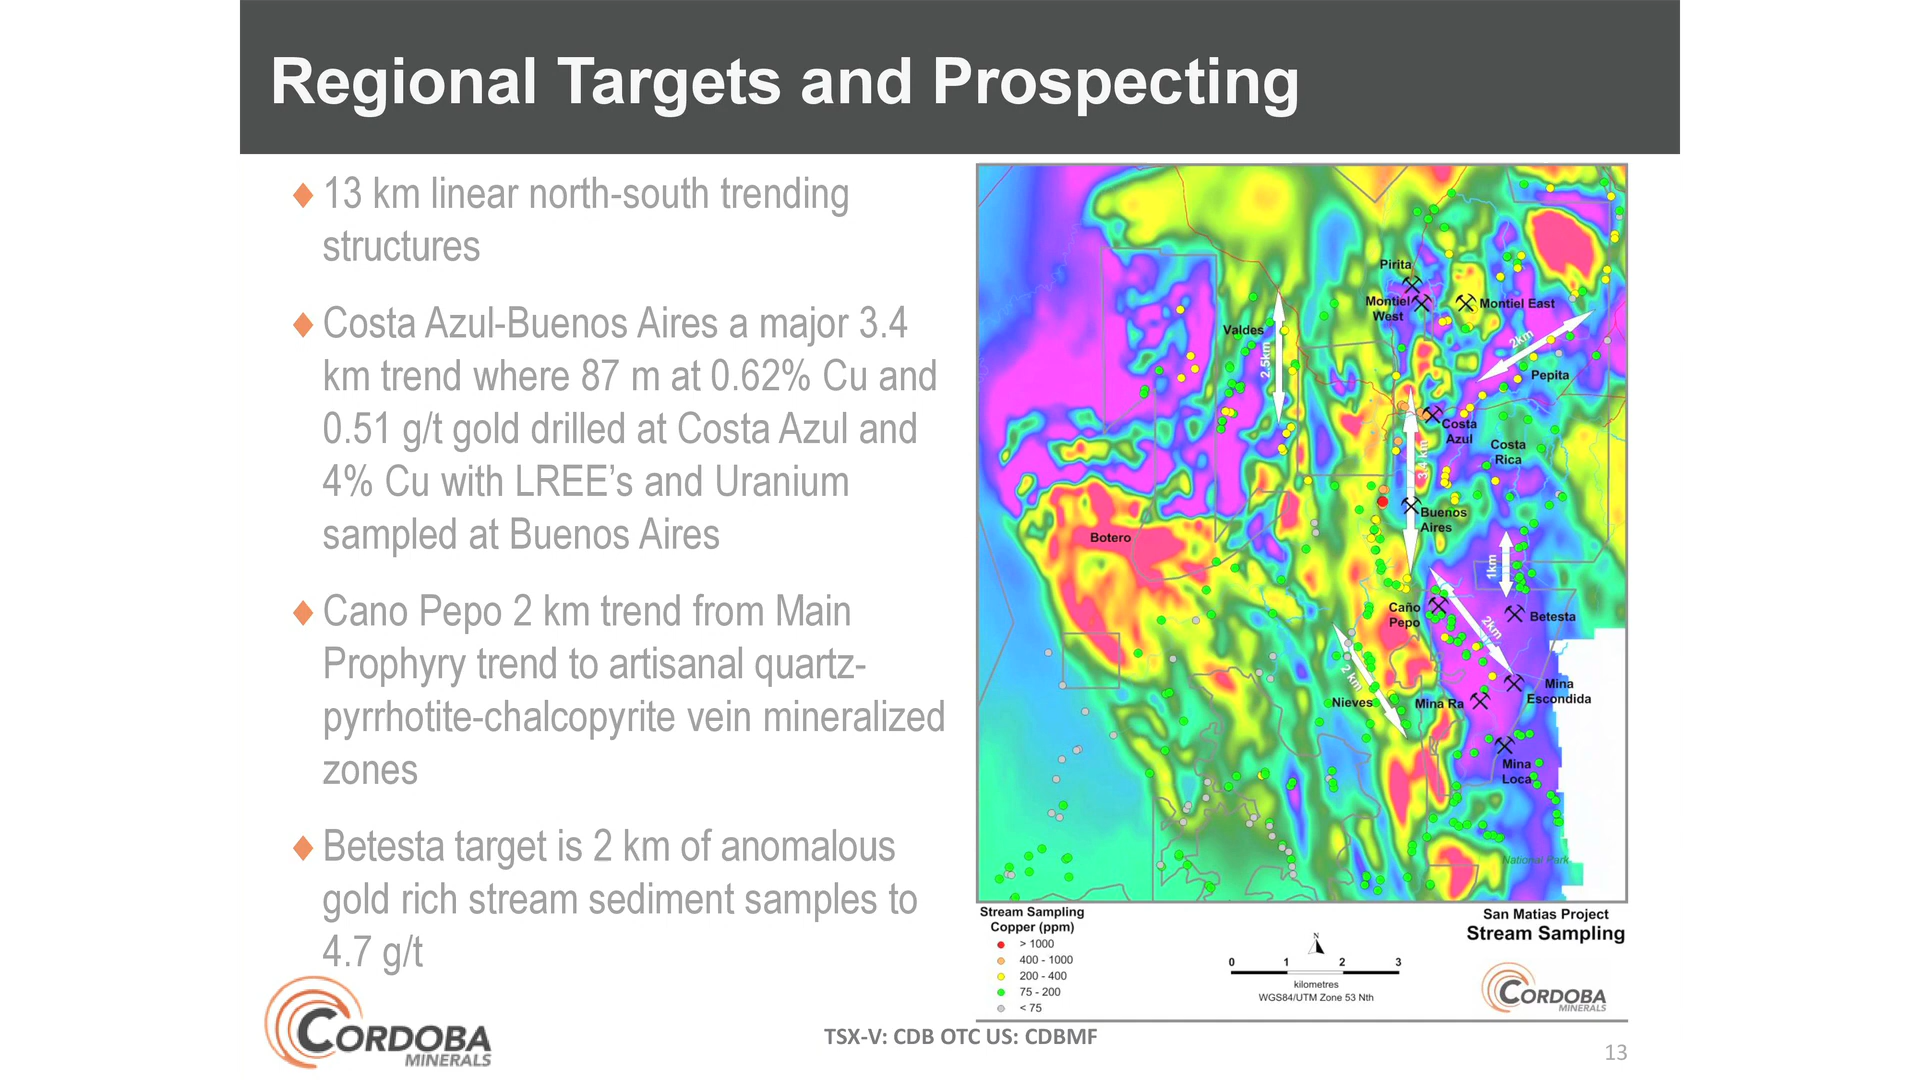 Regional Targets and Prospecting
13 km linear north-south trending
structures
Costa Azul-Buenos Aires a major 3.4
km trend where 87 m at 0.62% Cu and
0.51 g/t gold drilled at Costa Azul and
4% Cu with LREE’s and Uranium
sampled at Buenos Aires
Cano Pepo 2 km trend from Main
Prophyry trend to artisanal quartz-
pyrrhotite-chalcopyrite vein mineralized
zones
Betesta target is 2 km of anomalous
gold rich stream sediment samples to
4.7 g/t
Pirita
Montiel
West
Montiel East
Valdes
2.5km
2km
Pepita
Costa
Azul
Costa
Rica
3.4 km
Buenos
Aires
Botero
1km
Caño
Pepo
Betesta
2km
2 km
Nieves
Mina Ra
Mina
Escondida
Mina
Loca
National Park
Stream Sampling
Copper (ppm)
> 1000
400 - 1000
200 - 400
75 - 200
< 75
N
0 1 2 3
kilometres
WGS84/UTM Zone 53 Nth
San Matias Project
Stream Sampling
CORDOBA
MINERALS
CORDOBA
MINERALS
TSX-V: CDB OTC US: CDBMF
13